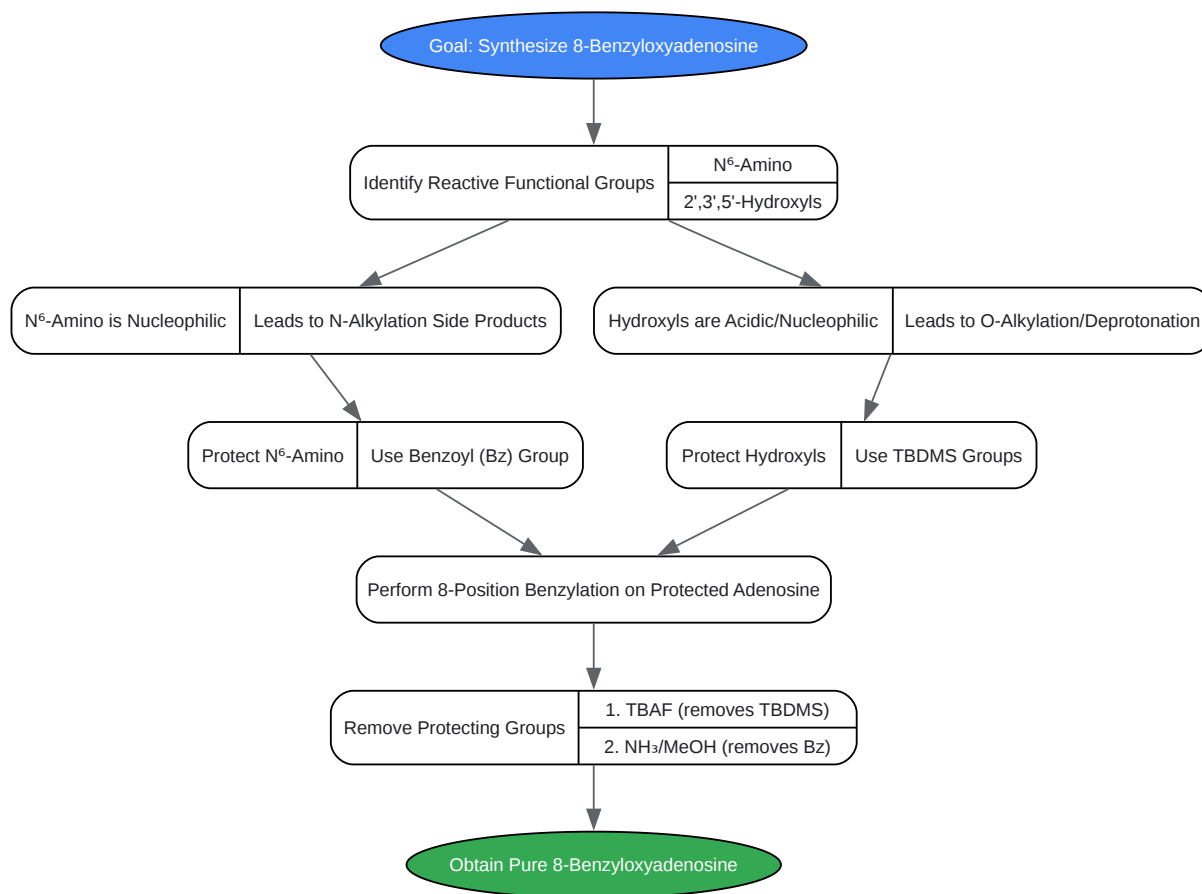 Goal: Synthesize 8-Benzyloxyadenosine
Identify Reactive Functional Groups
N⁶-Amino
2',3',5'-Hydroxyls
N⁶-Amino is Nucleophilic
Leads to N-Alkylation Side Products
Hydroxyls are Acidic/Nucleophilic
Leads to O-Alkylation/Deprotonation
Protect N⁶-Amino
Use Benzoyl (Bz) Group
Protect Hydroxyls
Use TBDMS Groups
Perform 8-Position Benzylation on Protected Adenosine
Remove Protecting Groups
1. TBAF (removes TBDMS)
2. NH₃/MeOH (removes Bz)
Obtain Pure 8-Benzyloxyadenosine